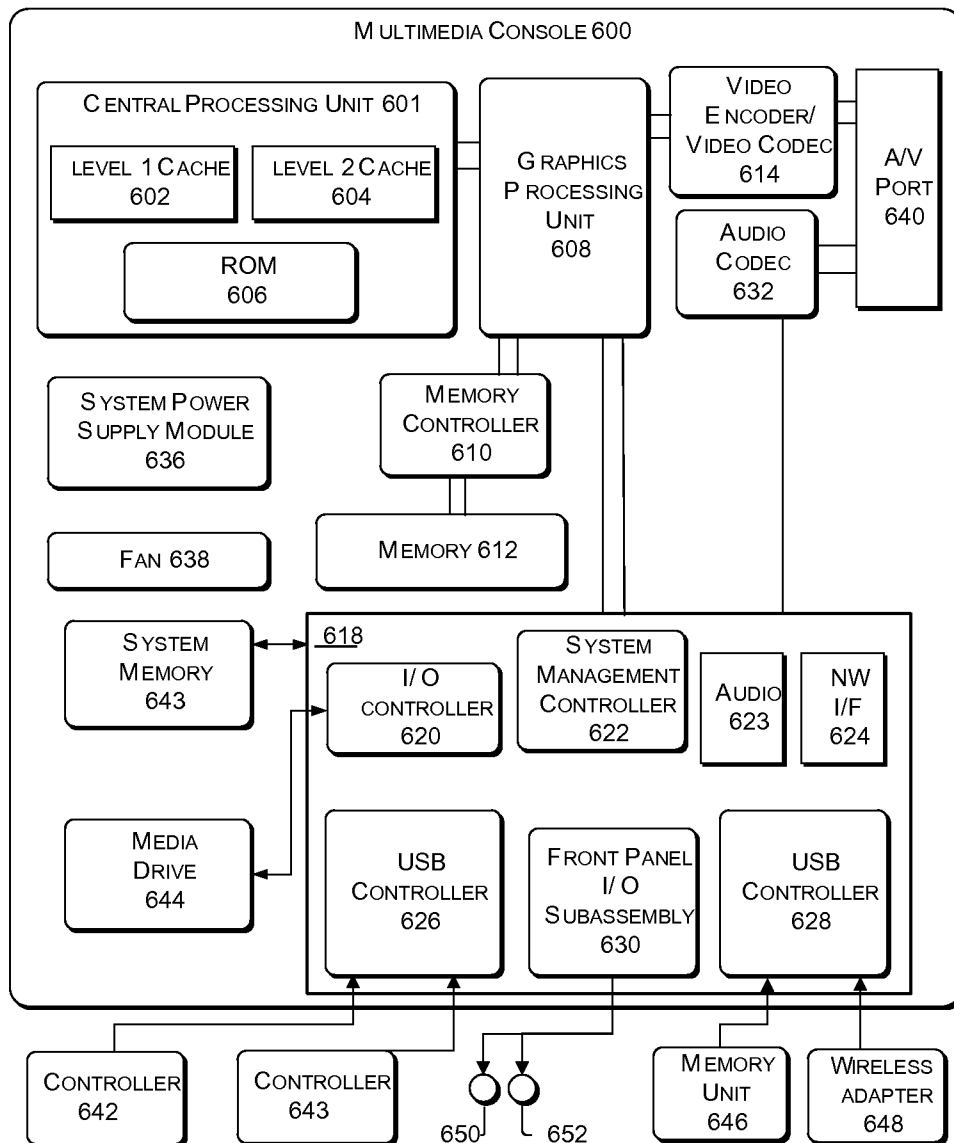 MULTIMEDIA CONSOLE 600
CENTRAL PROCESSING UNIT 601
LEVEL 1 CACHE
602
LEVEL 2 CACHE
604
ROM
606
GRAPHICS
PROCESSING
UNIT
608
VIDEO
ENCODER/
VIDEO CODEC
614
A/V
PORT
640
AUDIO
CODEC
632
SYSTEM POWER
SUPPLY MODULE
636
MEMORY
CONTROLLER
610
FAN 638
MEMORY 612
SYSTEM
MEMORY
643
618
I/O
CONTROLLER
620
SYSTEM
MANAGEMENT
CONTROLLER
622
AUDIO
623
NW
I/F
624
MEDIA
DRIVE
644
USB
CONTROLLER
626
FRONT PANEL
I/O
SUBASSEMBLY
630
USB
CONTROLLER
628
CONTROLLER
642
CONTROLLER
643
650
652
MEMORY
UNIT
646
WIRELESS
ADAPTER
648